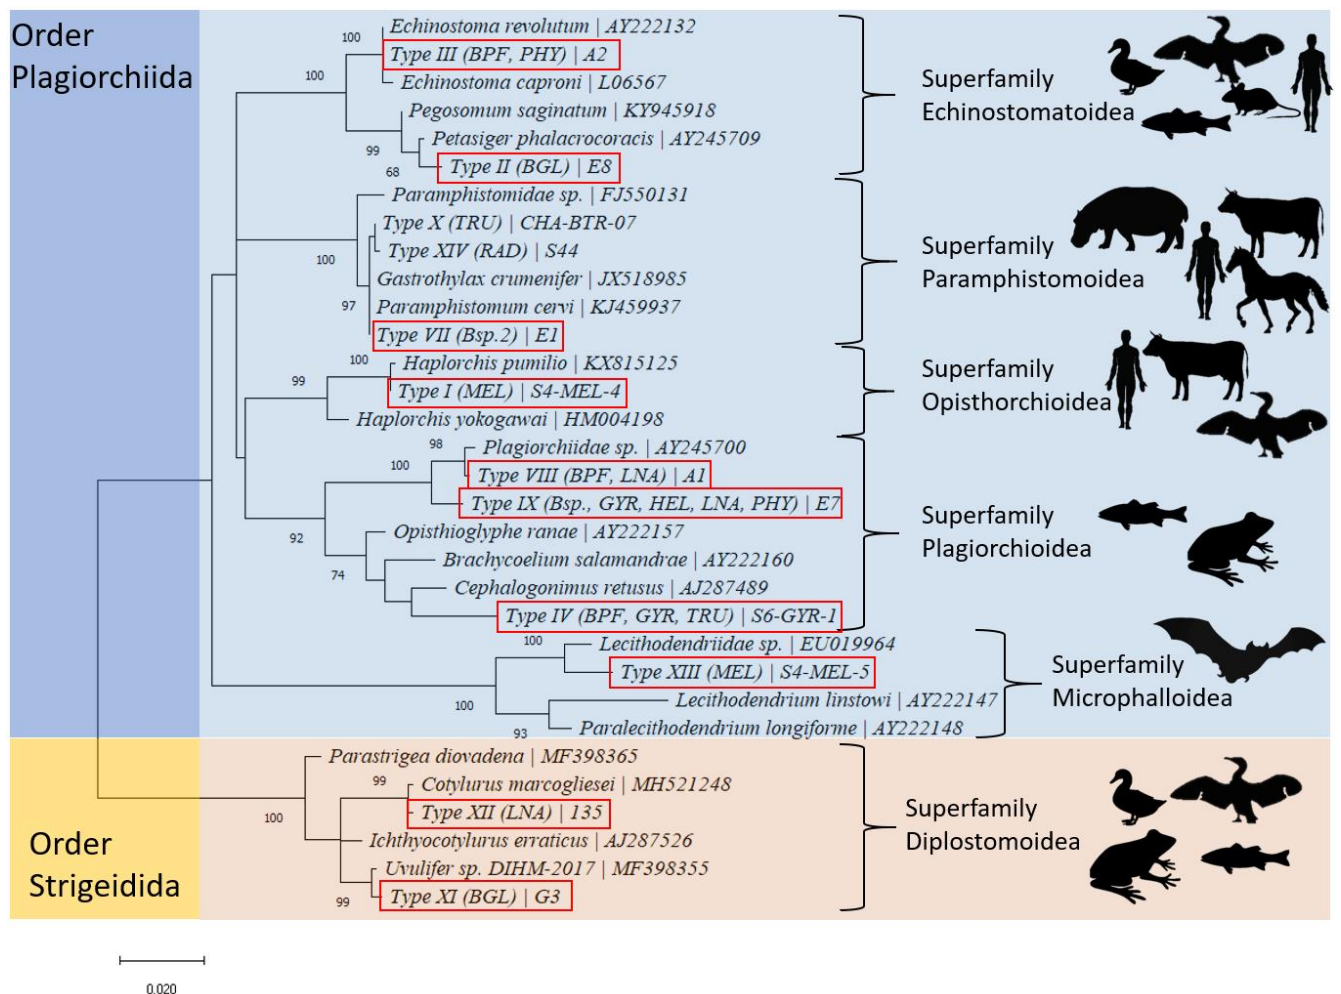 Order
Plagiorchiida
100
Echinostoma revolutum | AY222132
Type III (BPF, PHY) | A2
100
Echinostoma caproni | L06567
Pegosomum saginatum | KY945918
Petasiger phalacrocoracis | AY245709
99
68
Type II (BGL) | E8
Superfamily
Echinostomatoidea
Paramphistomidae sp. | FJ550131
Type X (TRU) | CHA-BTR-07
Type XIV (RAD) | S44
100
Gastrothylax crumenifer | JX518985
97
Paramphistomum cervi | KJ459937
Type VII (Bsp.2) | E1
Superfamily
Paramphistomoidea
100
Haplorchis pumilio | KX815125
99
Type I (MEL) | S4-MEL-4
Haplorchis yokogawai | HM004198
Superfamily
Opisthorchioidea
98
Plagiorchiidae sp. | AY245700
100
Type VIII (BPF, LNA) | A1
Type IX (Bsp., GYR, HEL, LNA, PHY) | E7
92
Opisthioglyphe ranae | AY222157
Brachycoelium salamandrae | AY222160
74
Cephalogonimus retusus | AJ287489
Type IV (BPF, GYR, TRU) | S6-GYR-1
Superfamily
Plagiorchioidea
100
Lecithodendriidae sp. | EU019964
Type XIII (MEL) | S4-MEL-5
100
Lecithodendrium linstowi | AY222147
93
Paralecithodendrium longiforme | AY222148
Superfamily
Microphalloidea
Order
Strigeidida
Parastrigea diovadena | MF398365
99
Cotylurus marcogliesei | MH521248
100
Type XII (LNA) | 135
Ichthyocotylurus erraticus | AJ287526
Uvulifer sp. DIHM-2017 | MF398355
99
Type XI (BGL) | G3
Superfamily
Diplostomoidea
0.020